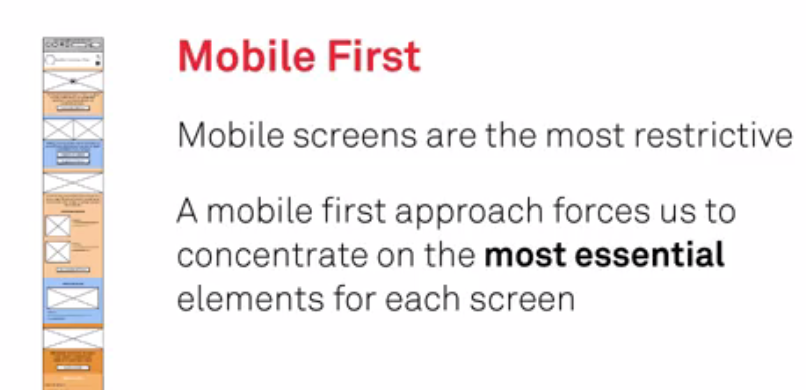 Mobile First
Mobile screens are the most restrictive
A mobile first approach forces us to
concentrate on the most essential
elements for each screen